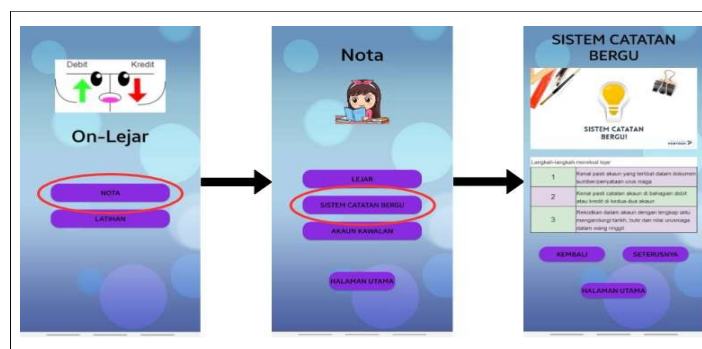 Debit Kredit
On-Lejar
NOTA
LATIHAN
Nota
LEJAR
SISTEM CATATAN BERGU
AKAUN KAWALAN
HALAMAN UTAMA
SISTEM CATATAN
BERGU
SISTEM CATATAN
BERGU!
Langkah-langkah merekod lejar
1 Kenal pasti akaun yang terlibat dalam dokumen
sumber/penyataan urus niaga
2 Kenal pasti catatan akaun di bahagian debit
atau kredit di kedua-dua akaun
3 Rekodkan dalam akaun dengan lengkap iaitu
mengandungi tarikh, butir dan nilai urusniaga
dalam wang ringgit
KEMBALI SETERUSNYA
HALAMAN UTAMA